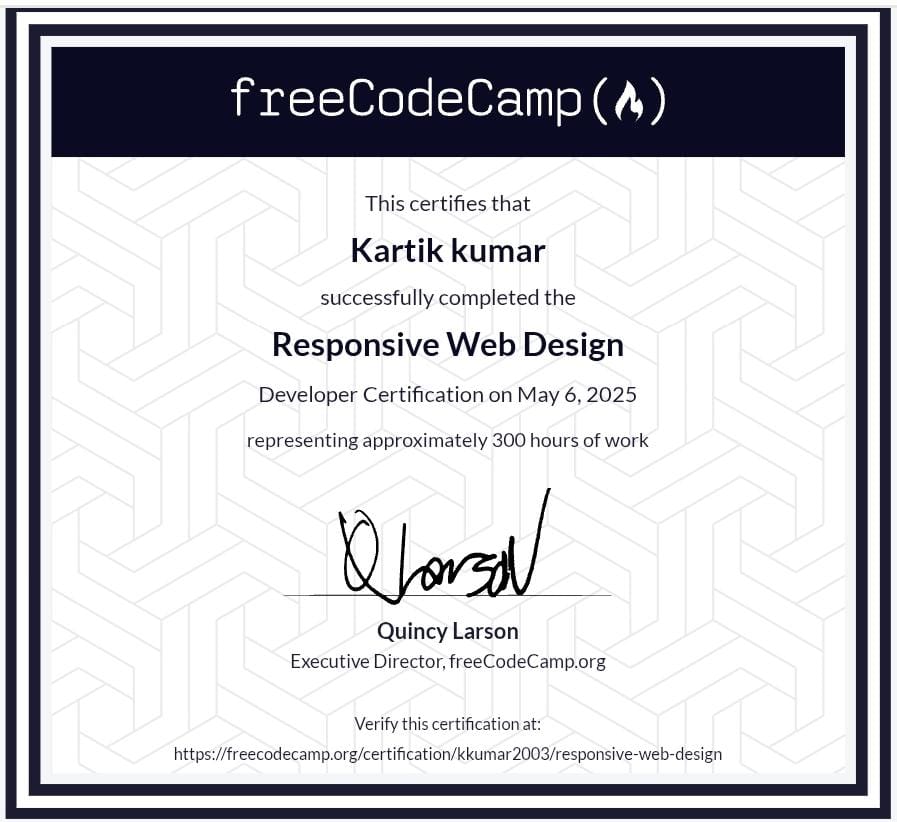 freeCodeCamp(🔥)
This certifies that
Kartik kumar
successfully completed the
Responsive Web Design
Developer Certification on May 6, 2025
representing approximately 300 hours of work
Q Larson
Quincy Larson
Executive Director, freeCodeCamp.org
Verify this certification at:
https://freecodecamp.org/certification/kkumar2003/responsive-web-design